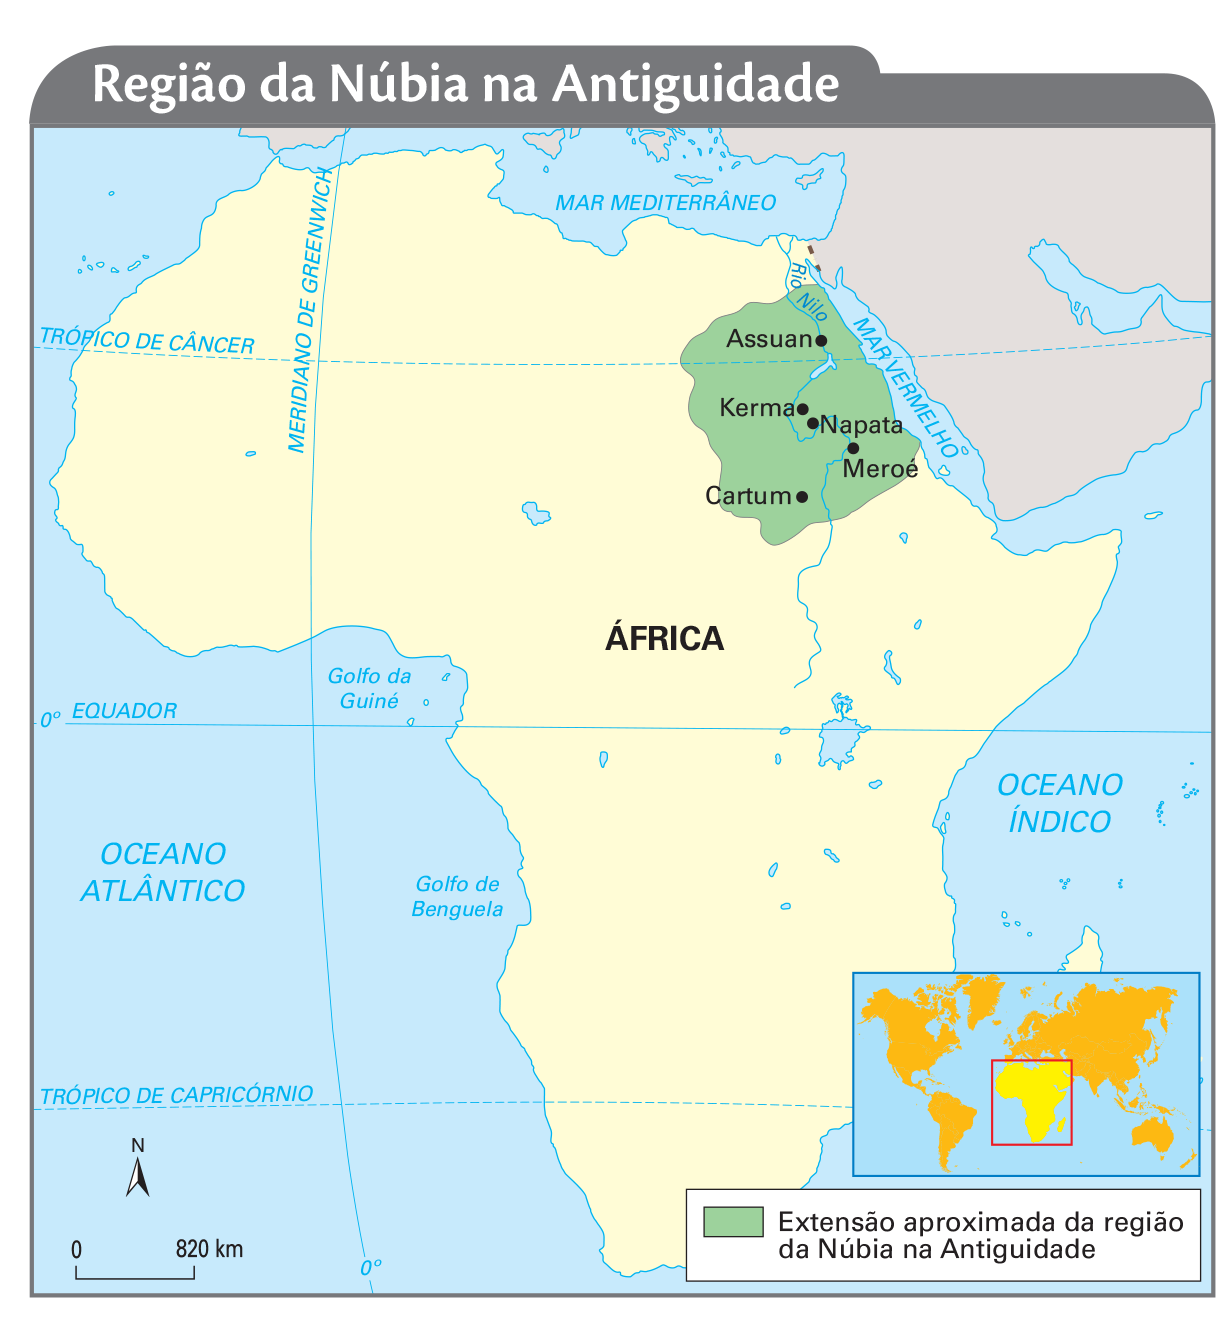 Região da Núbia na Antiguidade
MAR MEDITERRÂNEO
MERIDIANO DE GREENWICH
Rio
Nilo
TRÓPICO DE CÂNCER
Assuan
MAR VERMELHO
Kerma
Napata
Meroé
Cartum
ÁFRICA
Golfo da
Guiné
0º
EQUADOR
OCEANO
ÍNDICO
OCEANO
ATLÂNTICO
Golfo de
Benguela
TRÓPICO DE CAPRICÓRNIO
N
0
820 km
0º
Extensão aproximada da região
da Núbia na Antiguidade